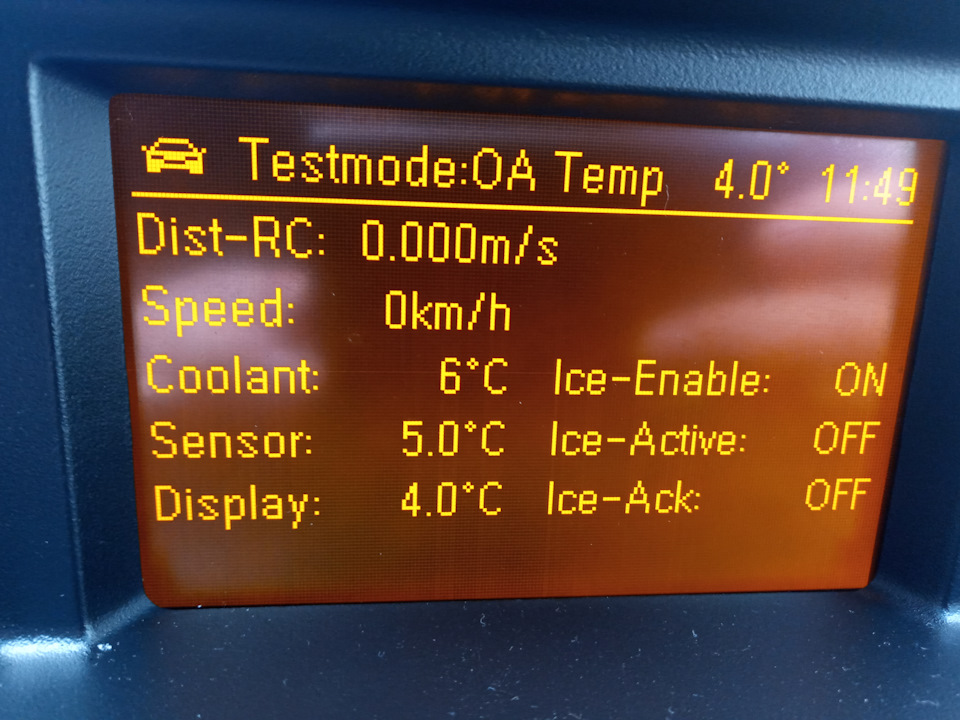 Testmode:OA Temp 4.0° 11:49
Dist-RC: 0.000m/s
Speed: 0km/h
Coolant: 6°C Ice-Enable: ON
Sensor: 5.0°C Ice-Active: OFF
Display: 4.0°C Ice-Ack: OFF